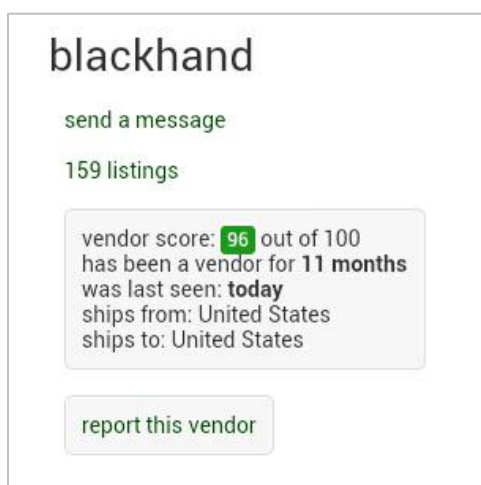 blackhand
send a message
159 listings
vendor score: 96 out of 100
has been a vendor for 11 months
was last seen: today
ships from: United States
ships to: United States
report this vendor